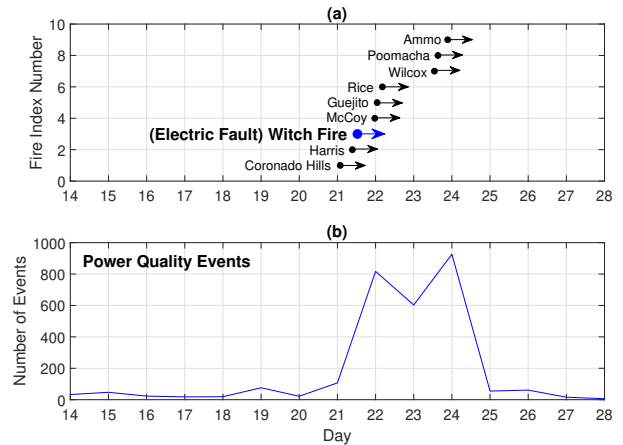 (a)
Fire Index Number
10
8
6
4
2
0
Ammo
Poomacha
Wilcox
Rice
Guejito
McCoy
(Electric Fault) Witch Fire
Harris
Coronado Hills
14 15 16 17 18 19 20 21 22 23 24 25 26 27 28
(b)
Number of Events
1000
800
600
400
200
0
Power Quality Events
14 15 16 17 18 19 20 21 22 23 24 25 26 27 28
Day